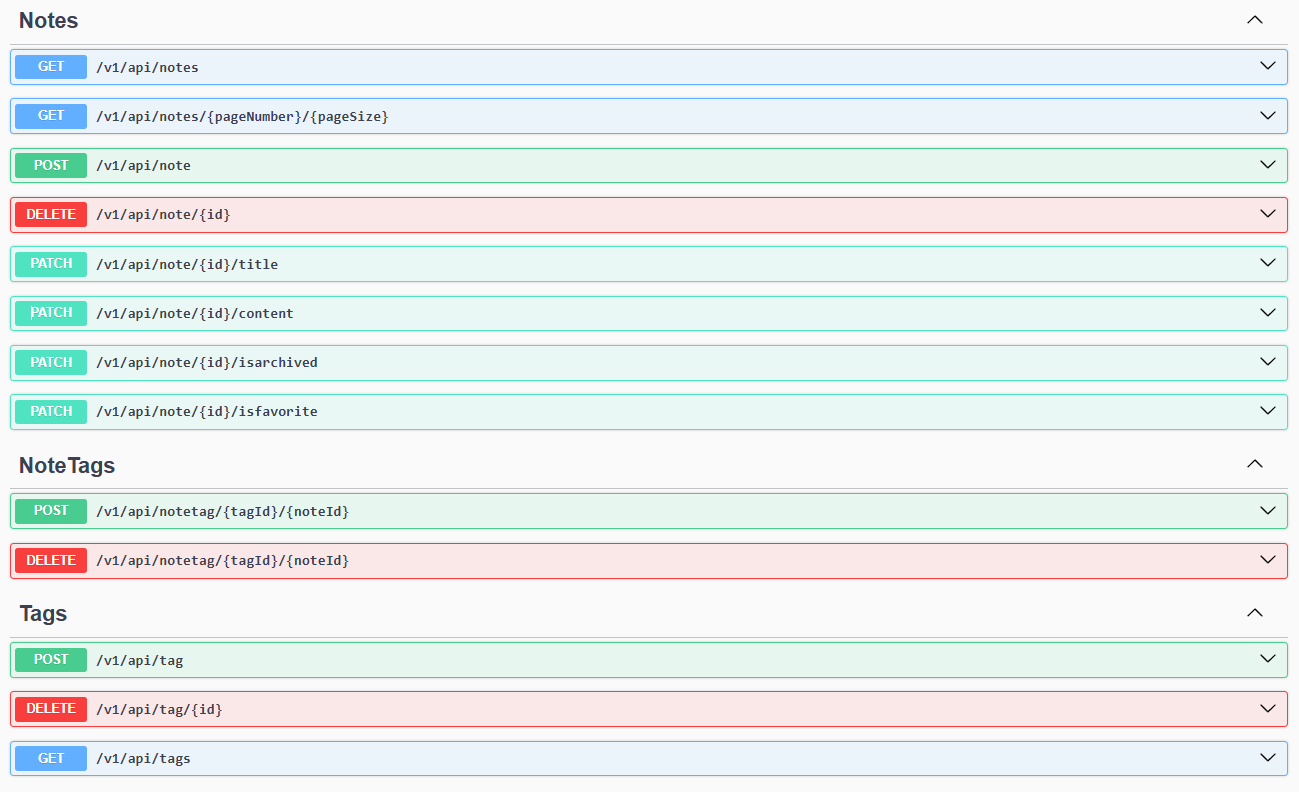 Notes
GET /v1/api/notes
GET /v1/api/notes/{pageNumber}/{pageSize}
POST /v1/api/note
DELETE /v1/api/note/{id}
PATCH /v1/api/note/{id}/title
PATCH /v1/api/note/{id}/content
PATCH /v1/api/note/{id}/isarchived
PATCH /v1/api/note/{id}/isfavorite
NoteTags
POST /v1/api/notetag/{tagId}/{noteId}
DELETE /v1/api/notetag/{tagId}/{noteId}
Tags
POST /v1/api/tag
DELETE /v1/api/tag/{id}
GET /v1/api/tags